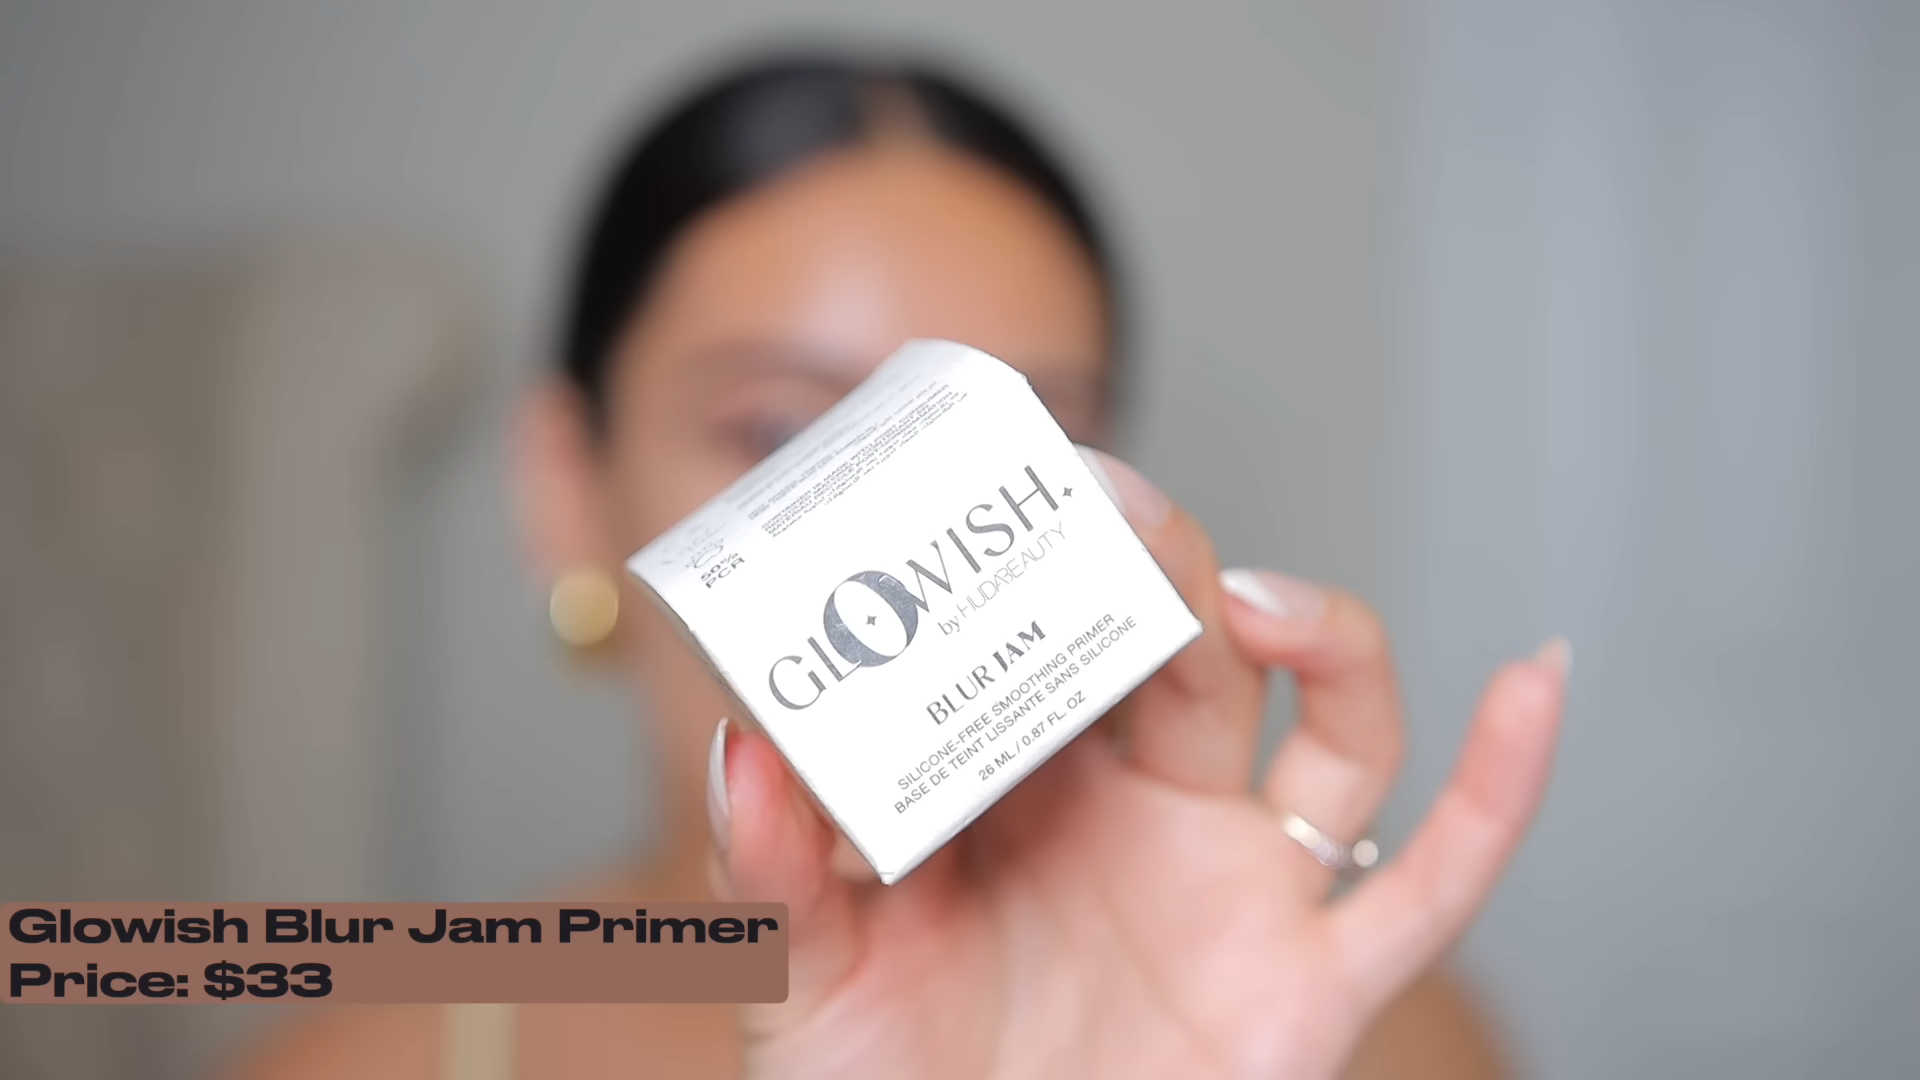 50%
PCR
GLOWISH.
by HUDABEAUTY
BLUR JAM
SILICONE-FREE SMOOTHING PRIMER
BASE DE TEINT LISSANTE SANS SILICONE
26 ML / 0.87 FL. OZ
Glowish Blur Jam Primer
Price: $33